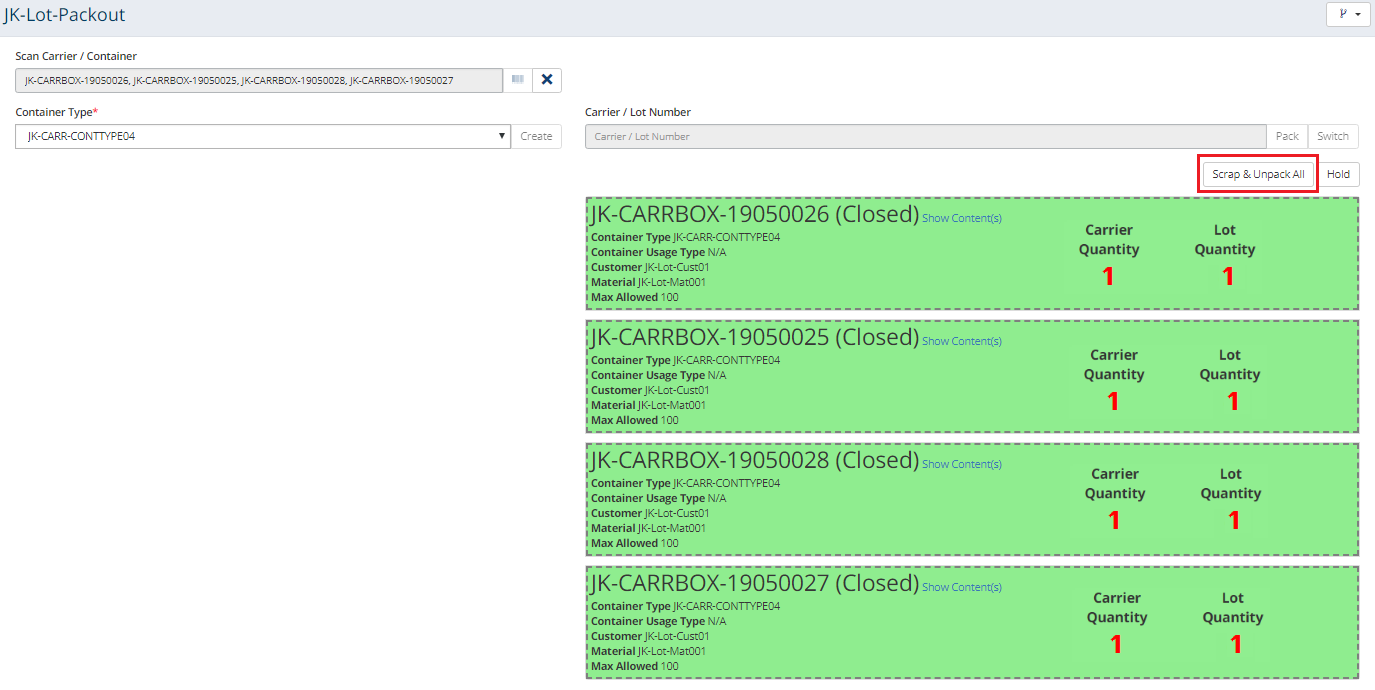 JK-Lot-Packout
Scan Carrier / Container
JK-CARRBOX-19050026, JK-CARRBOX-19050025, JK-CARRBOX-19050028, JK-CARRBOX-19050027
Container Type*
JK-CARR-CONTTYPE04
Create
Carrier / Lot Number
Carrier / Lot Number
Pack
Switch
Scrap & Unpack All
Hold
JK-CARRBOX-19050026 (Closed) Show Content(s)
Container Type JK-CARR-CONTTYPE04
Container Usage Type N/A
Customer JK-Lot-Cust01
Material JK-Lot-Mat001
Max Allowed 100
Carrier
Quantity
1
Lot
Quantity
1
JK-CARRBOX-19050025 (Closed) Show Content(s)
Container Type JK-CARR-CONTTYPE04
Container Usage Type N/A
Customer JK-Lot-Cust01
Material JK-Lot-Mat001
Max Allowed 100
Carrier
Quantity
1
Lot
Quantity
1
JK-CARRBOX-19050028 (Closed) Show Content(s)
Container Type JK-CARR-CONTTYPE04
Container Usage Type N/A
Customer JK-Lot-Cust01
Material JK-Lot-Mat001
Max Allowed 100
Carrier
Quantity
1
Lot
Quantity
1
JK-CARRBOX-19050027 (Closed) Show Content(s)
Container Type JK-CARR-CONTTYPE04
Container Usage Type N/A
Customer JK-Lot-Cust01
Material JK-Lot-Mat001
Max Allowed 100
Carrier
Quantity
1
Lot
Quantity
1